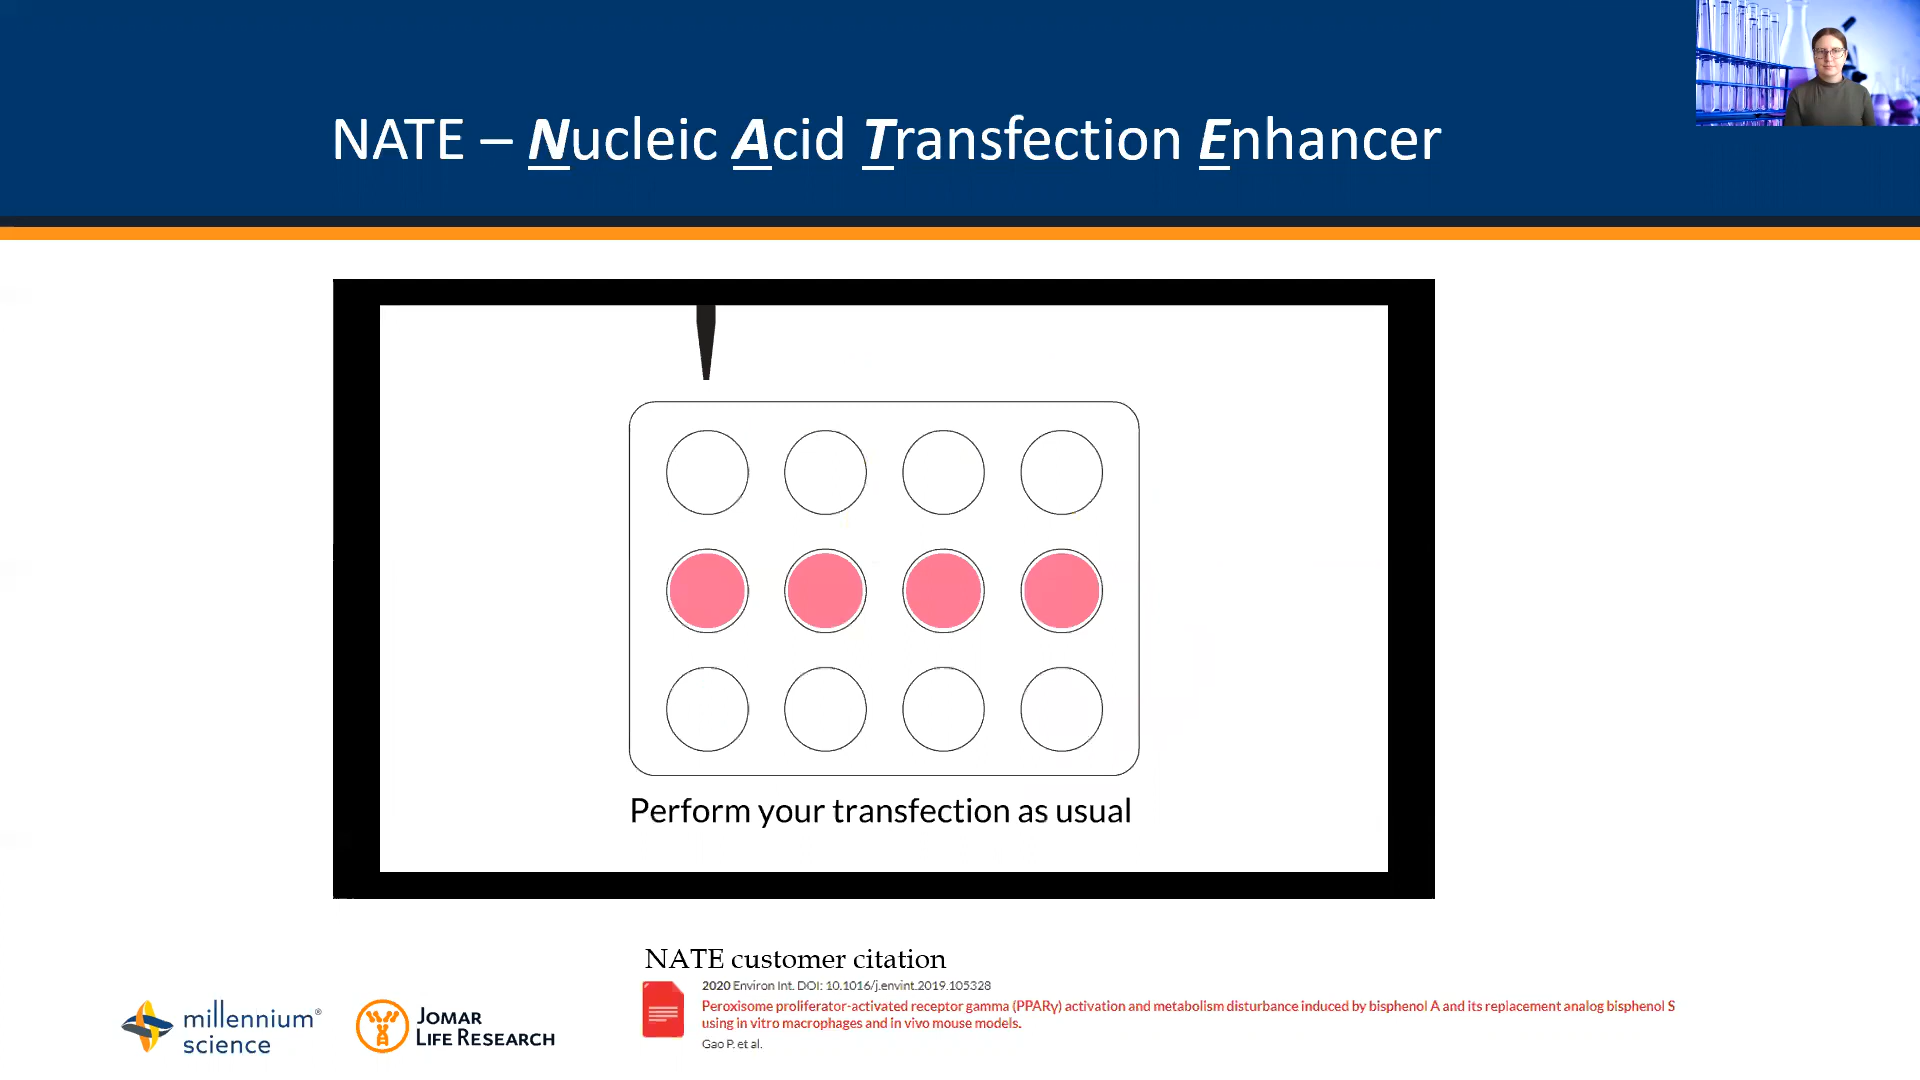 NATE – Nucleic Acid Transfection Enhancer
Perform your transfection as usual
NATE customer citation
2020 Environ Int. DOI: 10.1016/j.envint.2019.105328
Peroxisome proliferator-activated receptor gamma (PPARγ) activation and metabolism disturbance induced by bisphenol A and its replacement analog bisphenol S
using in vitro macrophages and in vivo mouse models.
Gao P. et al.
millennium®
science
JOMAR
LIFE RESEARCH